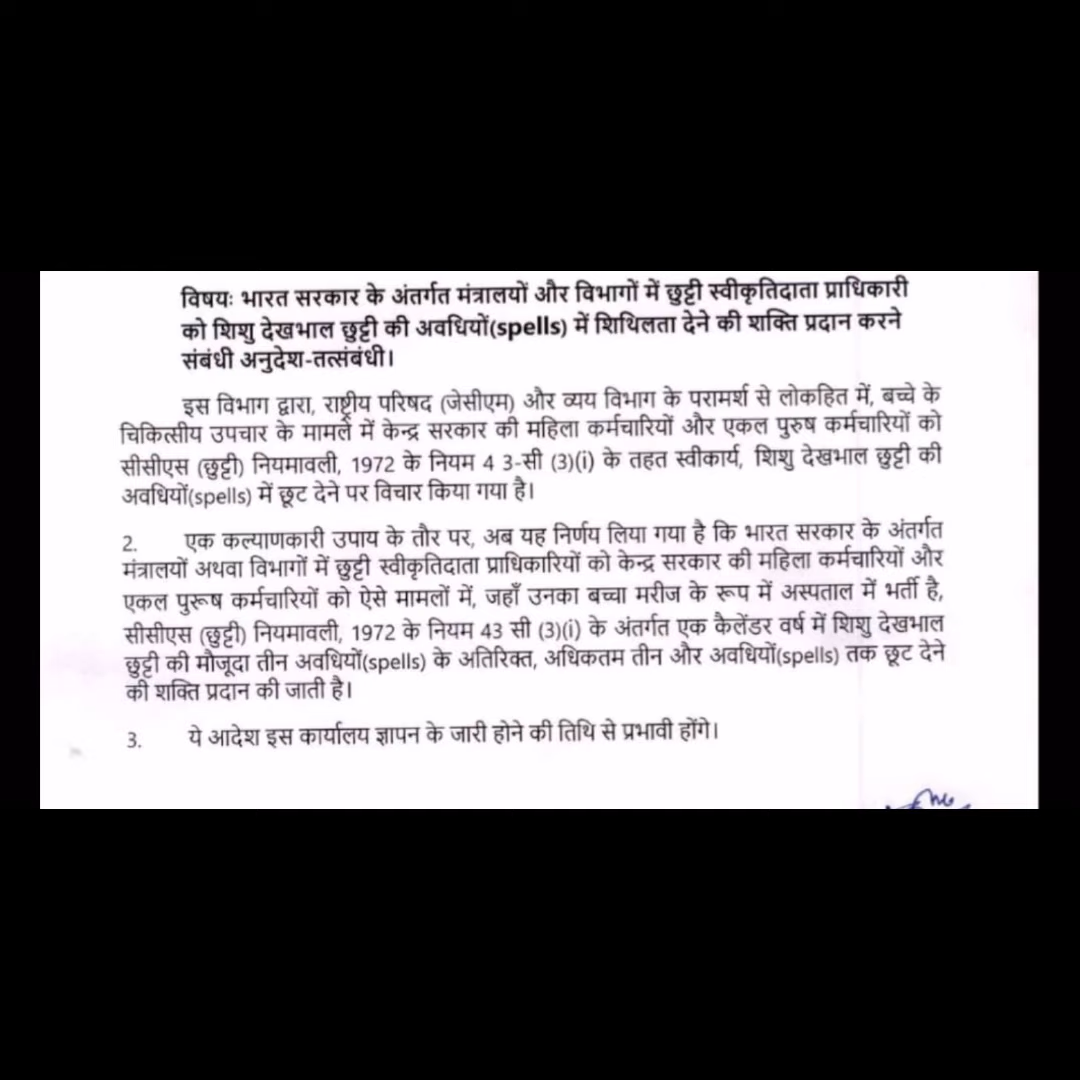 विषयः भारत सरकार के अंतर्गत मंत्रालयों और विभागों में छुट्टी स्वीकृतिदाता प्राधिकारी
को शिशु देखभाल छुट्टी की अवधियों(spells) में शिथिलता देने की शक्ति प्रदान करने
संबंधी अनुदेश-तत्संबंधी।
इस विभाग द्वारा, राष्ट्रीय परिषद (जेसीएम) और व्यय विभाग के परामर्श से लोकहित में, बच्चे के
चिकित्सीय उपचार के मामले में केन्द्र सरकार की महिला कर्मचारियों और एकल पुरुष कर्मचारियों को
सीसीएस (छुट्टी) नियमावली, 1972 के नियम 4 3-सी (3)(i) के तहत स्वीकार्य, शिशु देखभाल छुट्टी की
अवधियों(spells) में छूट देने पर विचार किया गया है।
2. एक कल्याणकारी उपाय के तौर पर, अब यह निर्णय लिया गया है कि भारत सरकार के अंतर्गत
मंत्रालयों अथवा विभागों में छुट्टी स्वीकृतिदाता प्राधिकारियों को केन्द्र सरकार की महिला कर्मचारियों और
एकल पुरूष कर्मचारियों को ऐसे मामलों में, जहाँ उनका बच्चा मरीज के रूप में अस्पताल में भर्ती है,
सीसीएस (छुट्टी) नियमावली, 1972 के नियम 43 सी (3)(i) के अंतर्गत एक कैलेंडर वर्ष में शिशु देखभाल
छुट्टी की मौजूदा तीन अवधियों(spells) के अतिरिक्त, अधिकतम तीन और अवधियों(spells) तक छूट देने
की शक्ति प्रदान की जाती है।
3. ये आदेश इस कार्यालय ज्ञापन के जारी होने की तिथि से प्रभावी होंगे।